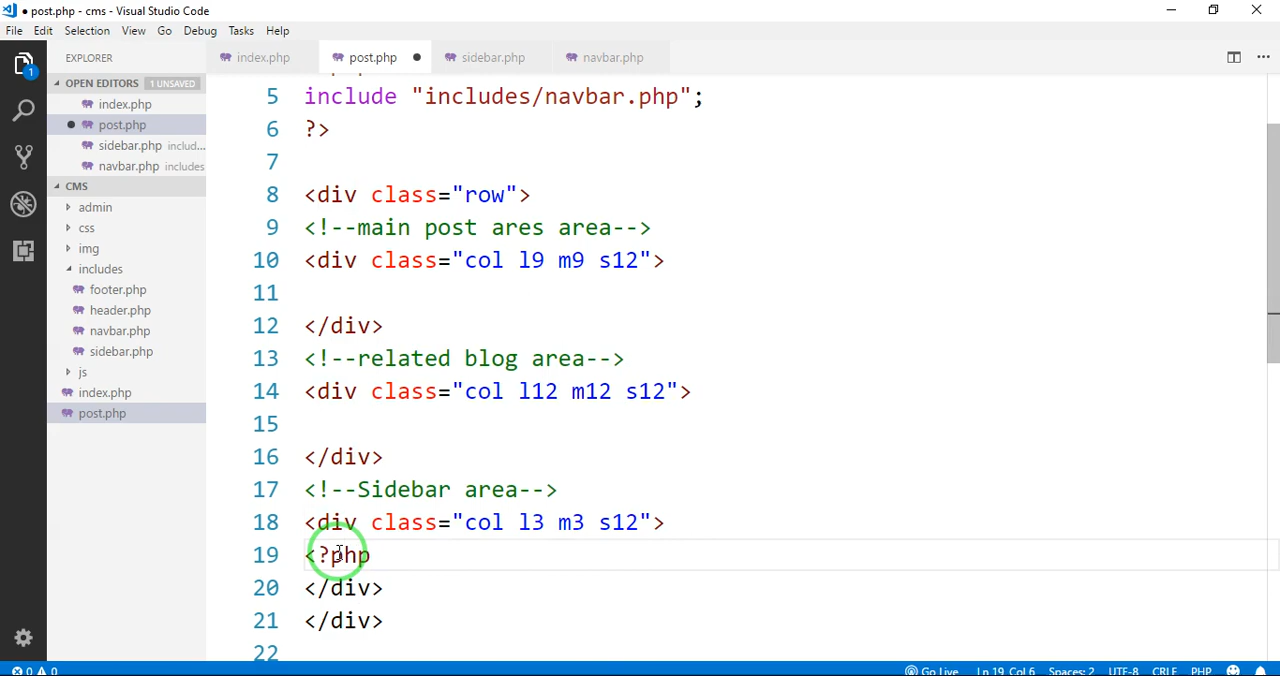 ● post.php - cms - Visual Studio Code
File Edit Selection View Go Debug Tasks Help
EXPLORER
index.php post.php sidebar.php navbar.php
OPEN EDITORS 1 UNSAVED
index.php
post.php
sidebar.php includ...
navbar.php includes
CMS
admin
css
img
includes
footer.php
header.php
navbar.php
sidebar.php
js
index.php
post.php
1
5 include "includes/navbar.php";
6 ?>
7
8 <div class="row">
9 <!--main post ares area-->
10 <div class="col l9 m9 s12">
11
12 </div>
13 <!--related blog area-->
14 <div class="col l12 m12 s12">
15
16 </div>
17 <!--Sidebar area-->
18 <div class="col l3 m3 s12">
19 <?php
20 </div>
21 </div>
22
0 0 Go Live Ln 19, Col 6 Spaces: 2 UTF-8 CRLF PHP